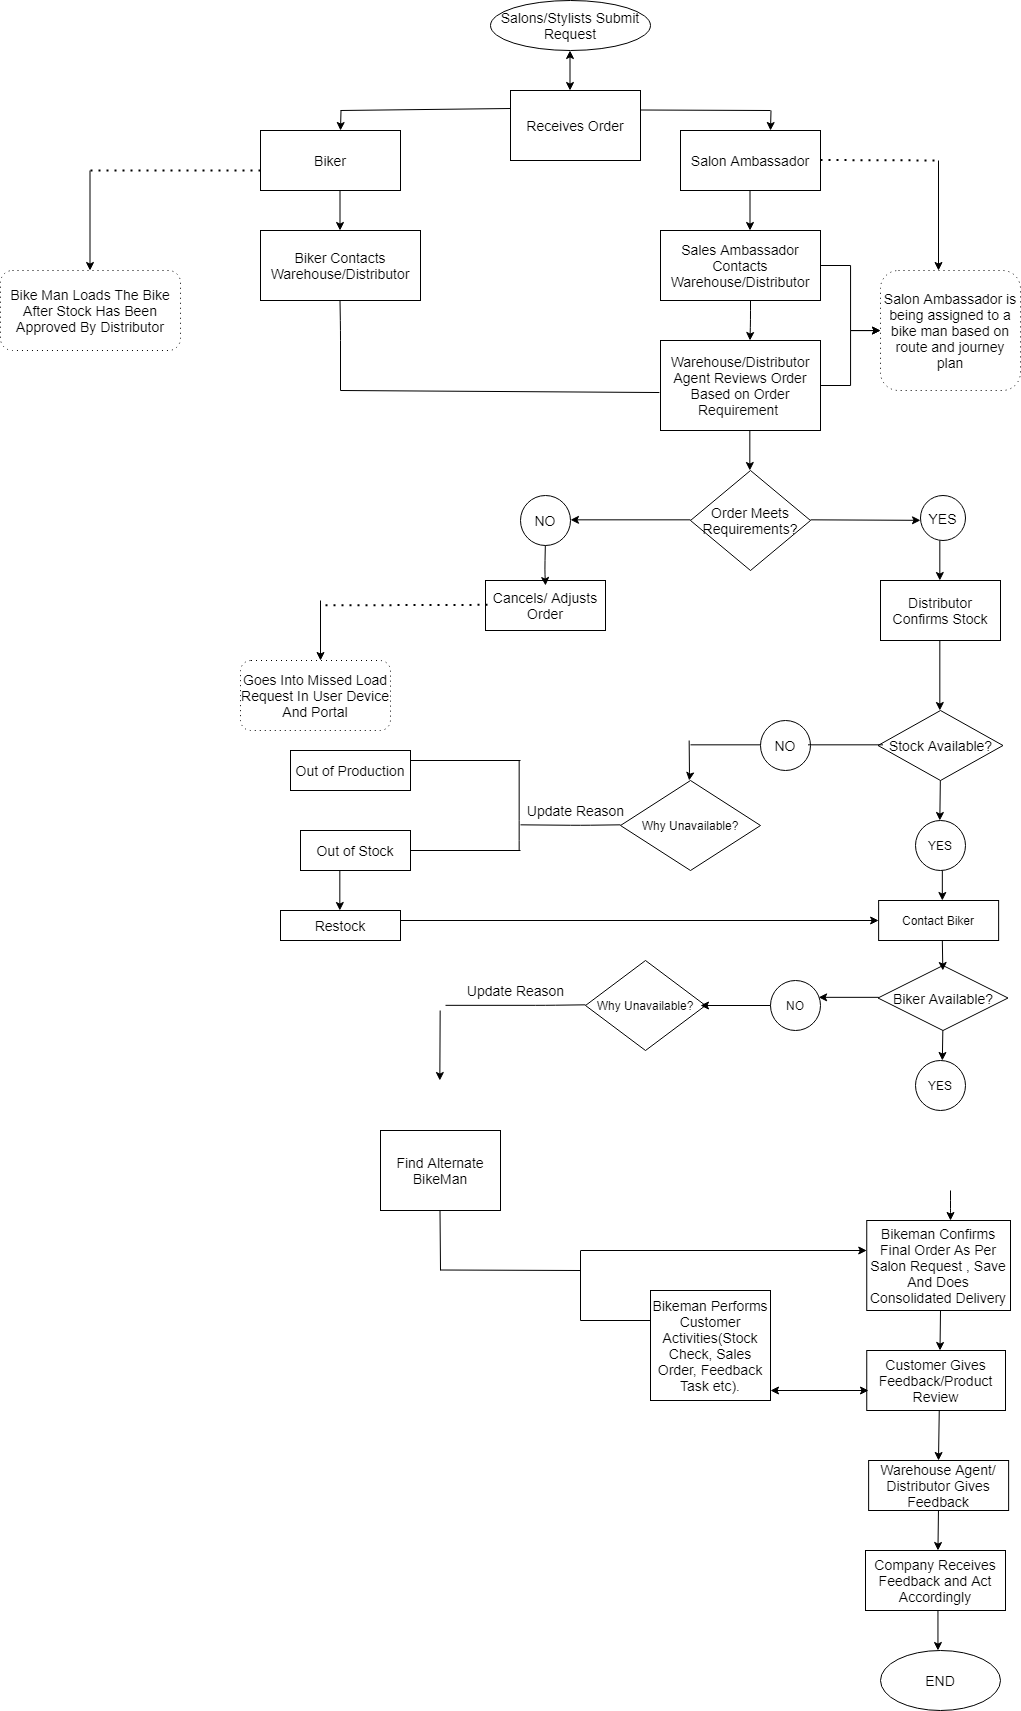 Salons/Stylists Submit
Request
Receives Order
Biker
Salon Ambassador
Biker Contacts
Warehouse/Distributor
Sales Ambassador
Contacts
Warehouse/Distributor
Bike Man Loads The Bike
After Stock Has Been
Approved By Distributor
Salon Ambassador is
being assigned to a
bike man based on
route and journey
plan
Warehouse/Distributor
Agent Reviews Order
Based on Order
Requirement
Order Meets
Requirements?
NO
YES
Cancels/ Adjusts
Order
Distributor
Confirms Stock
Goes Into Missed Load
Request In User Device
And Portal
Stock Available?
NO
Out of Production
Update Reason
Why Unavailable?
Out of Stock
YES
Restock
Contact Biker
Update Reason
Why Unavailable?
NO
Biker Available?
YES
Find Alternate
BikeMan
Bikeman Confirms
Final Order As Per
Salon Request , Save
And Does
Consolidated Delivery
Bikeman Performs
Customer
Activities(Stock
Check, Sales
Order, Feedback
Task etc).
Customer Gives
Feedback/Product
Review
Warehouse Agent/
Distributor Gives
Feedback
Company Receives
Feedback and Act
Accordingly
END